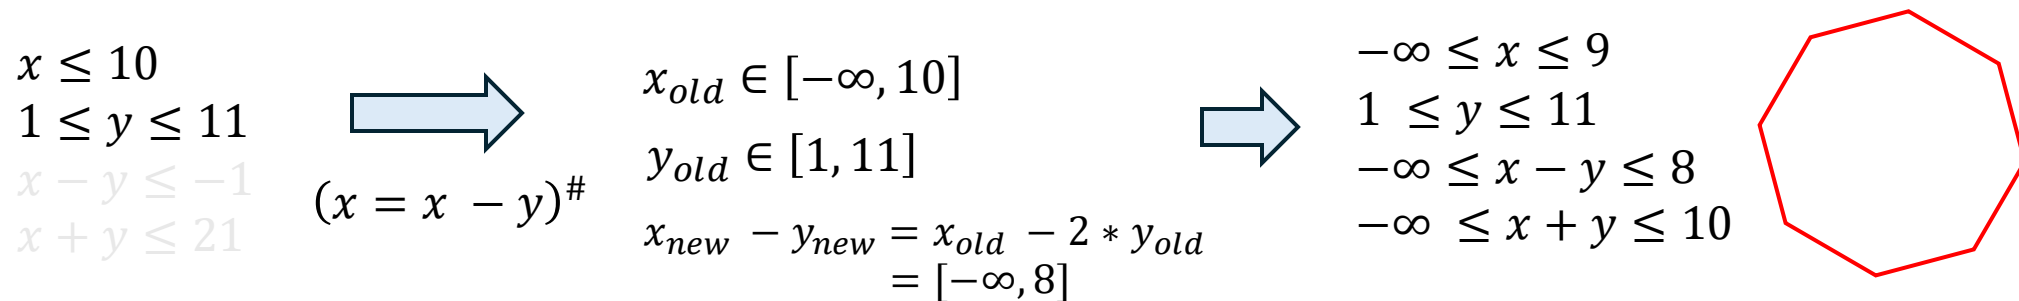 x ≤ 10
1 ≤ y ≤ 11
x − y ≤ −1
x + y ≤ 21
(x = x − y)^#
x_old ∈ [−∞, 10]
y_old ∈ [1, 11]
x_new − y_new = x_old − 2 * y_old
= [−∞, 8]
−∞ ≤ x ≤ 9
1 ≤ y ≤ 11
−∞ ≤ x − y ≤ 8
−∞ ≤ x + y ≤ 10